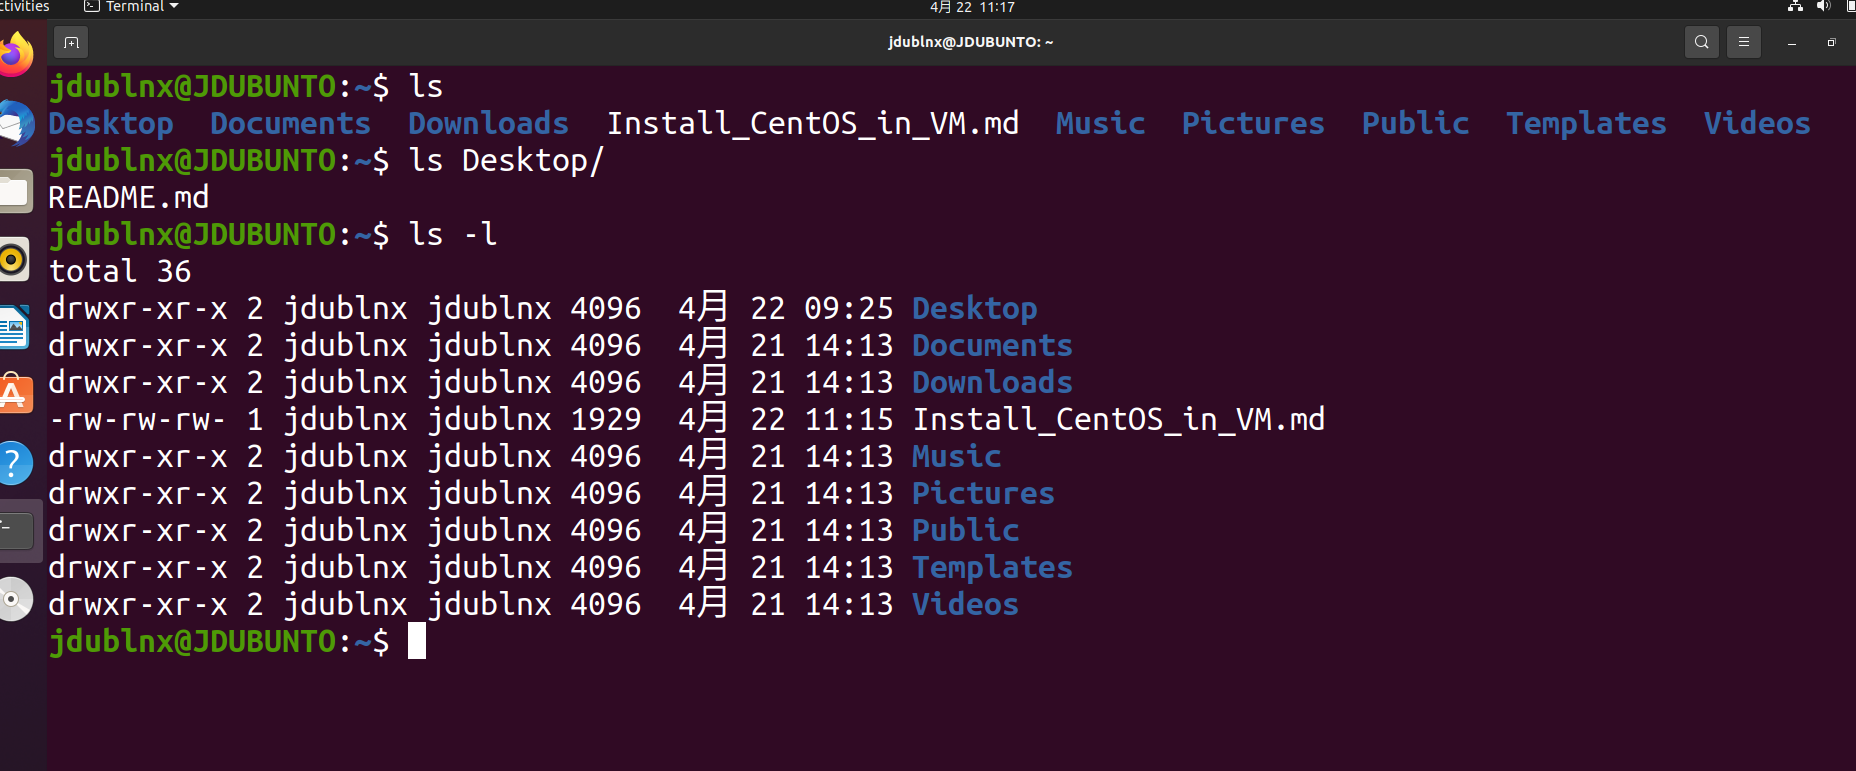 ctivities Terminal 4月 22 11:17
jdublnx@JDUBUNTO: ~
jdublnx@JDUBUNTO:~$ ls
Desktop Documents Downloads Install_CentOS_in_VM.md Music Pictures Public Templates Videos
jdublnx@JDUBUNTO:~$ ls Desktop/
README.md
jdublnx@JDUBUNTO:~$ ls -l
total 36
drwxr-xr-x 2 jdublnx jdublnx 4096 4月 22 09:25 Desktop
drwxr-xr-x 2 jdublnx jdublnx 4096 4月 21 14:13 Documents
drwxr-xr-x 2 jdublnx jdublnx 4096 4月 21 14:13 Downloads
-rw-rw-rw- 1 jdublnx jdublnx 1929 4月 22 11:15 Install_CentOS_in_VM.md
drwxr-xr-x 2 jdublnx jdublnx 4096 4月 21 14:13 Music
drwxr-xr-x 2 jdublnx jdublnx 4096 4月 21 14:13 Pictures
drwxr-xr-x 2 jdublnx jdublnx 4096 4月 21 14:13 Public
drwxr-xr-x 2 jdublnx jdublnx 4096 4月 21 14:13 Templates
drwxr-xr-x 2 jdublnx jdublnx 4096 4月 21 14:13 Videos
jdublnx@JDUBUNTO:~$